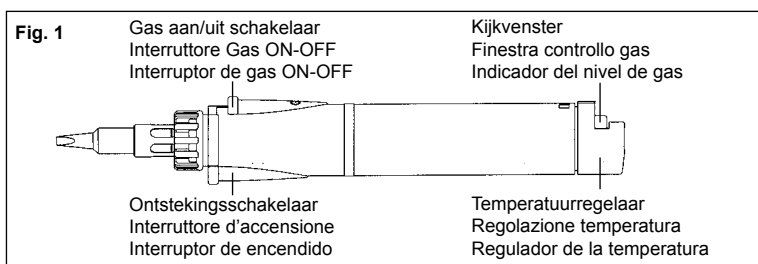 Fig. 1
Gas aan/uit schakelaar
Interruttore Gas ON-OFF
Interruptor de gas ON-OFF
Kijkvenster
Finestra controllo gas
Indicador del nivel de gas
Ontstekingsschakelaar
Interruttore d'accensione
Interruptor de encendido
Temperatuurregelaar
Regolazione temperatura
Regulador de la temperatura